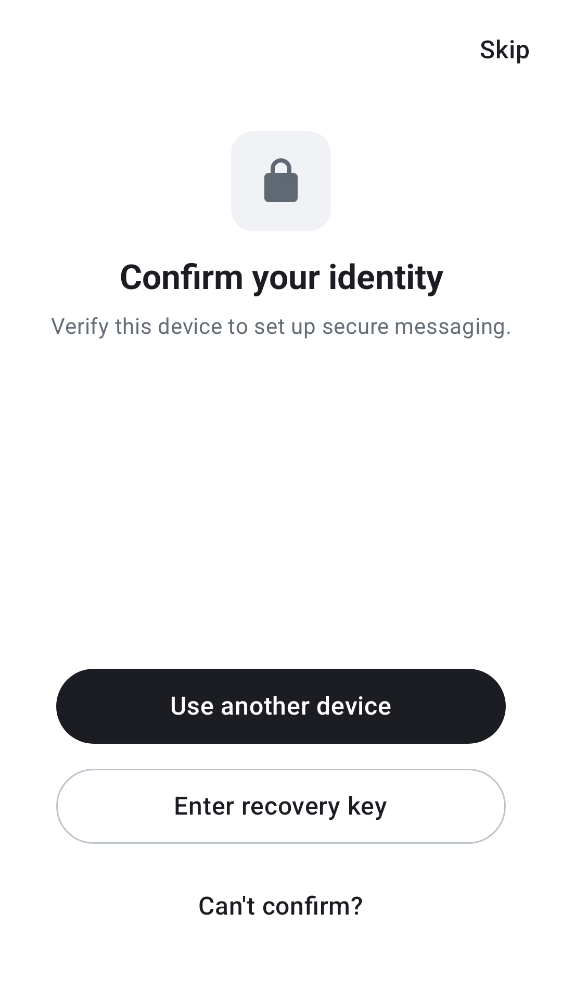 Skip
Confirm your identity
Verify this device to set up secure messaging.
Use another device
Enter recovery key
Can't confirm?